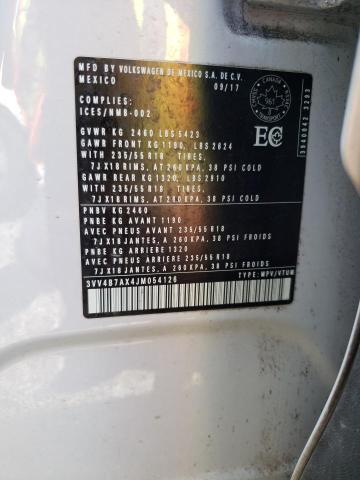 MFD BY VOLKSWAGEN DE MEXICO S.A. DE C.V.
MEXICO 09/17
COMPLIES:
ICES/NMB-002
GVWR KG 2460 LBS 5423
GAWR FRONT KG 1190, LBS 2624
WITH 235/55 R18 TIRES,
7JX18 RIMS, AT 260 KPA, 38 PSI COLD
GAWR REAR KG 1320, LBS 2910
WITH 235/55 R18 TIRES,
7JX18 RIMS, AT 260 KPA, 38 PSI COLD
PNBV KG 2460
PNBE KG AVANT 1190
AVEC PNEUS AVANT 235/55 R18
7JX18 JANTES, A 260 KPA, 38 PSI FROIDS
PNBE KG ARRIERE 1320
AVEC PNEUS ARRIERE 235/55 R18
7JX18 JANTES, A 260 KPA, 38 PSI FROIDS
3VV4B7AX4JM054126 TYPE: MPV/VTUM
961
TRANSPORT
EC
3940042 3293